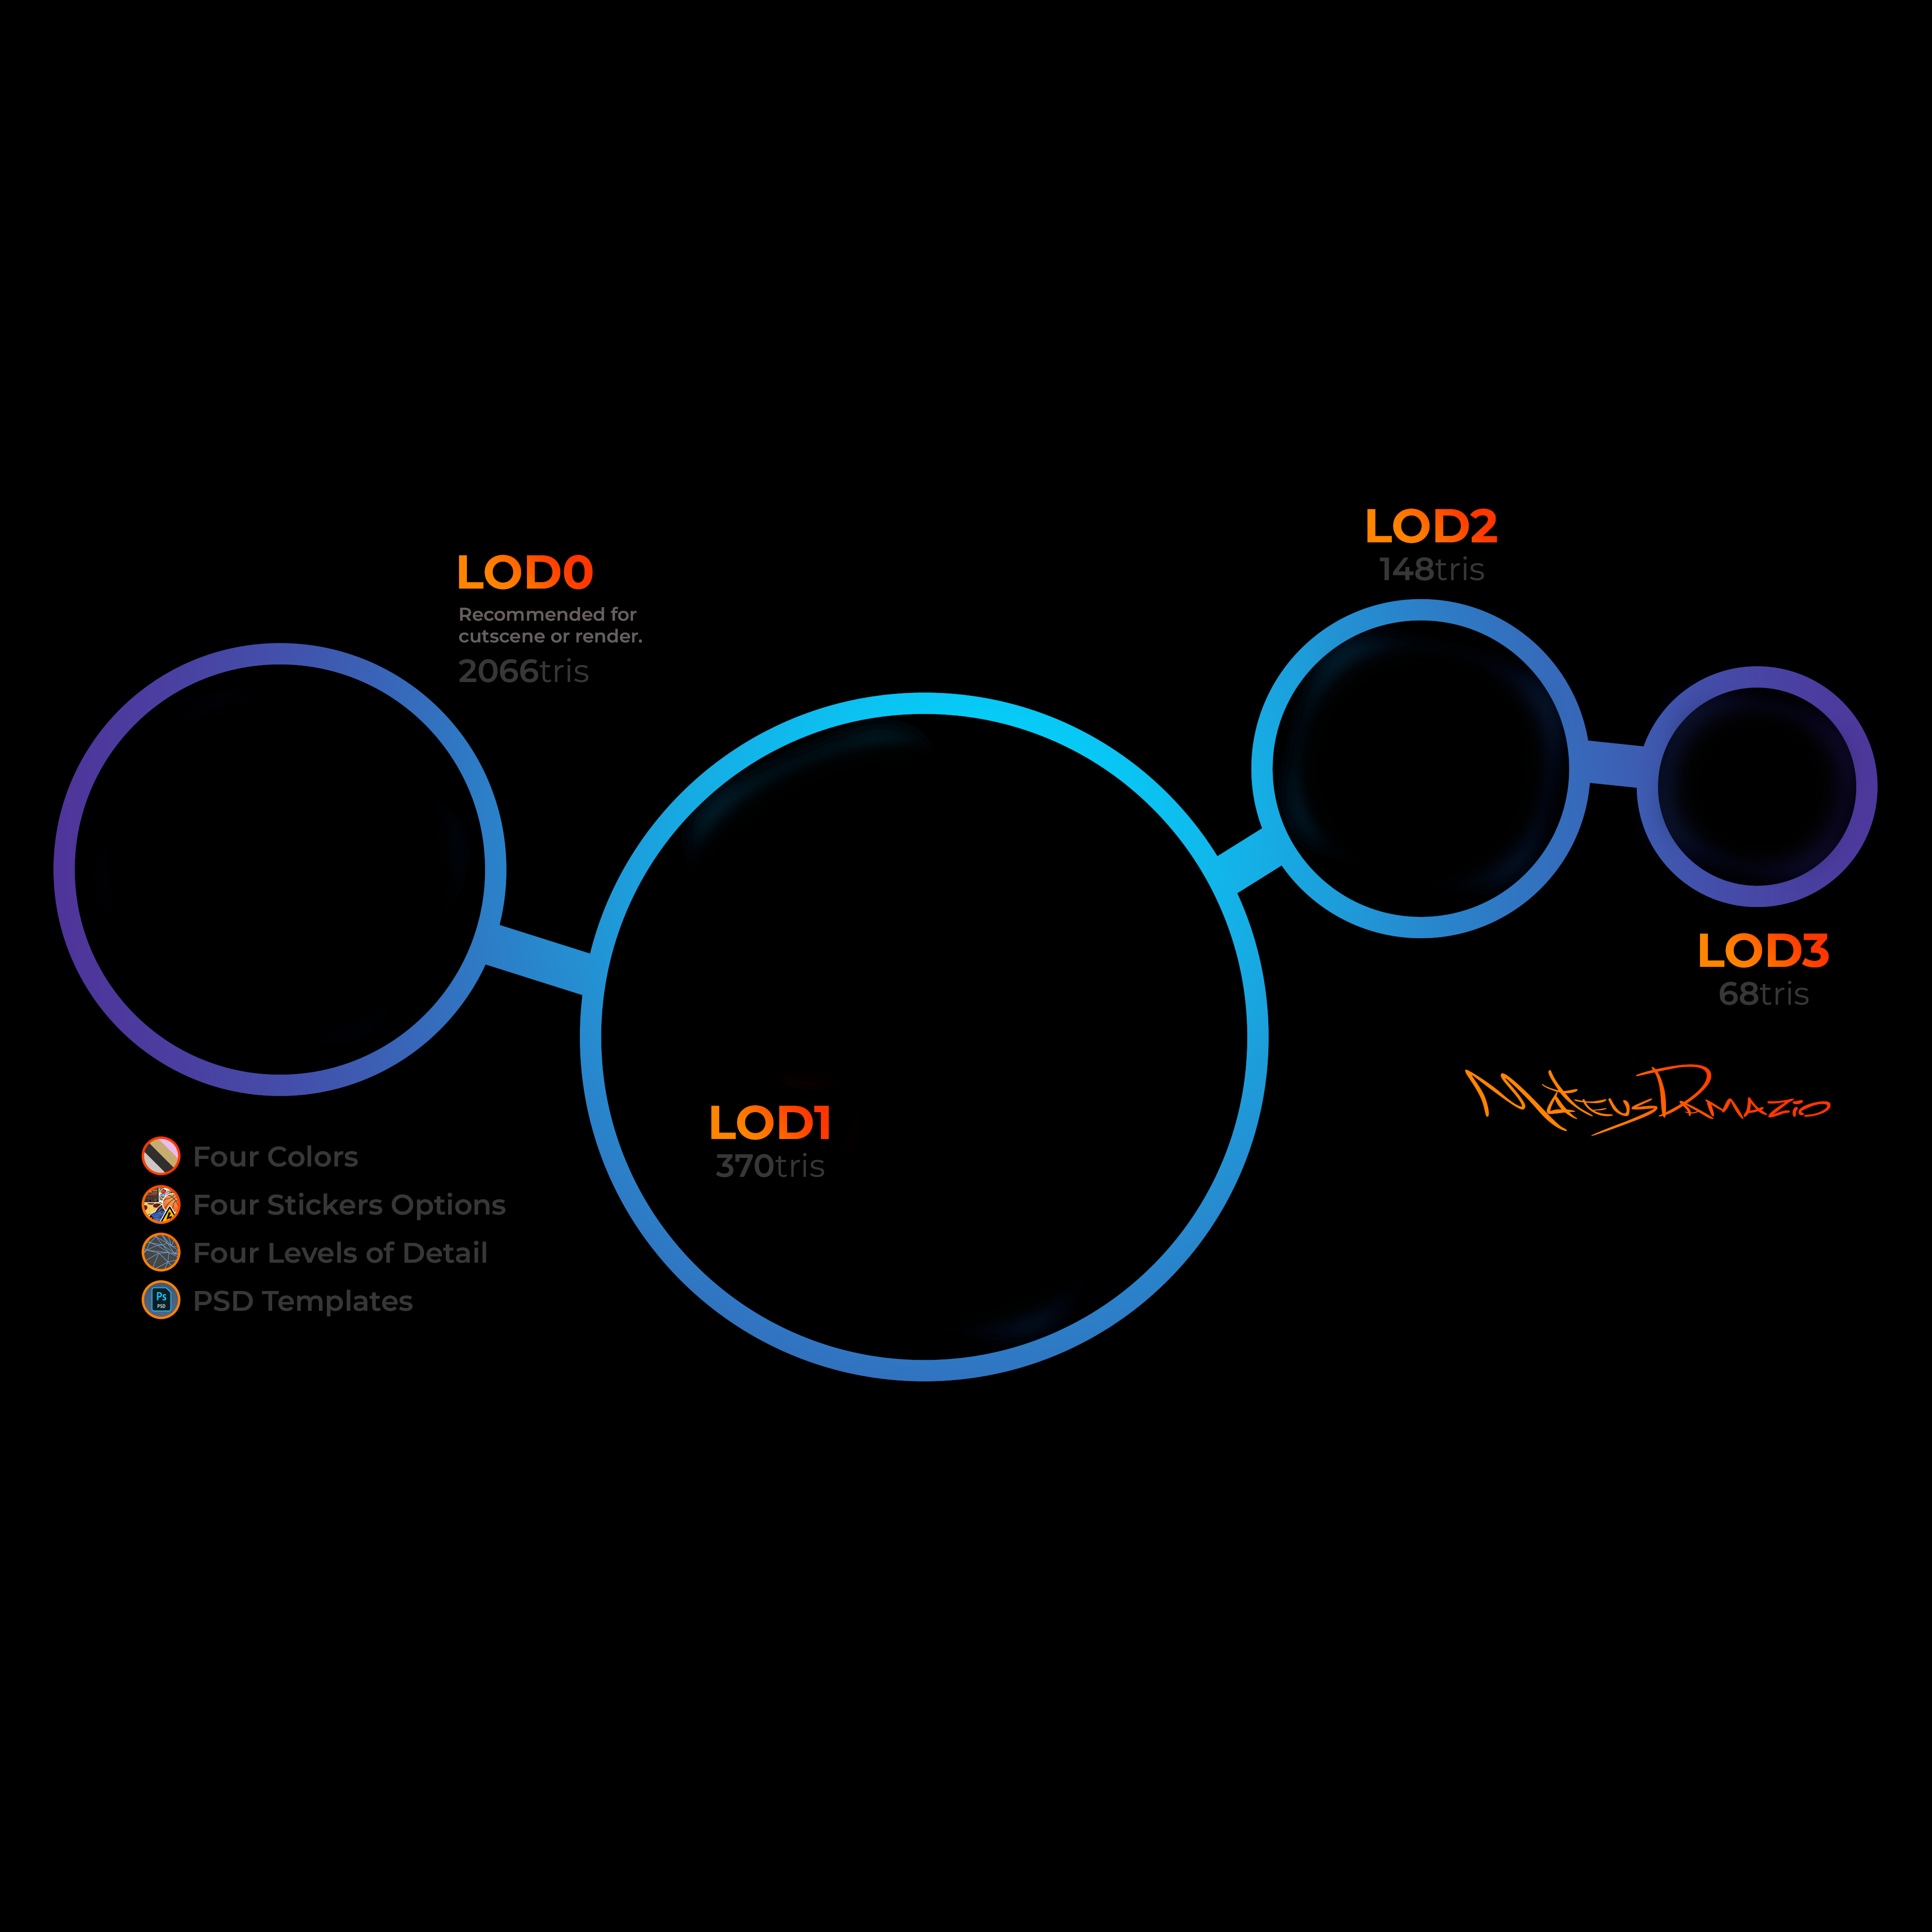 LOD0
Recommended for
cutscene or render.
2066tris
LOD2
148tris
LOD3
68tris
LOD1
370tris
MateusDamazio
Four Colors
Four Stickers Options
Four Levels of Detail
Ps
PSD
PSD Templates